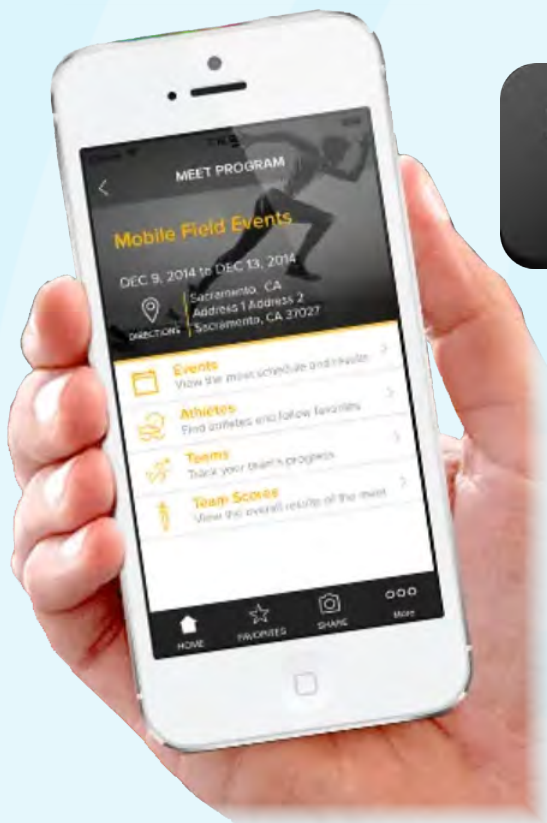 MEET PROGRAM
Mobile Field Events
DEC 9, 2014 to DEC 13, 2014
Sacramento, CA
Address 1 Address 2
Sacramento, CA 37027
DIRECTIONS
Events
View the meet schedule and results
Athletes
Find athletes and follow favorites
Teams
Track your team's progress
Team Scores
View the overall results of the meet
HOME
FAVORITES
SHARE
More